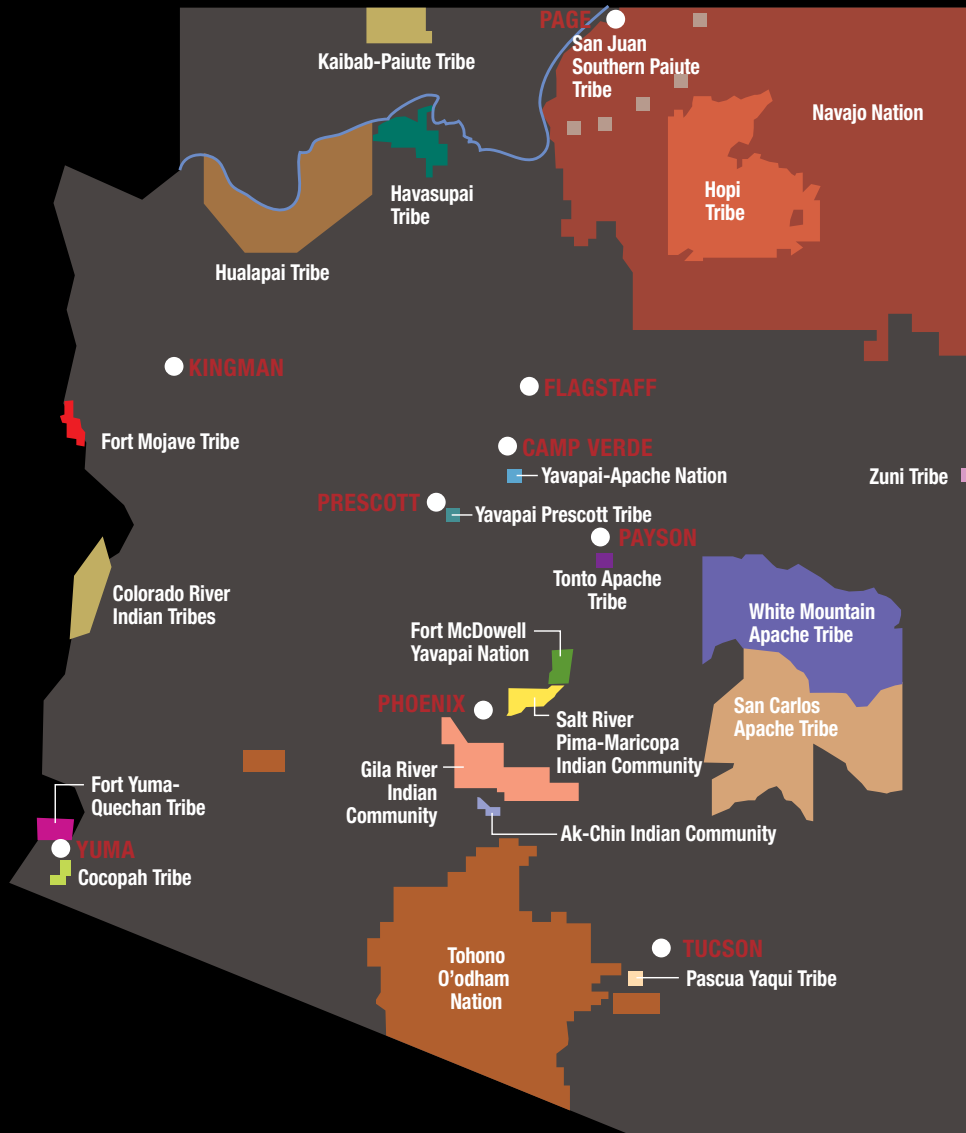 PAGE
San Juan
Southern Paiute
Tribe
Kaibab-Paiute Tribe
Navajo Nation
Havasupai
Tribe
Hopi
Tribe
Hualapai Tribe
KINGMAN
FLAGSTAFF
Fort Mojave Tribe
CAMP VERDE
Yavapai-Apache Nation
Zuni Tribe
PRESCOTT
Yavapai Prescott Tribe
PAYSON
Tonto Apache
Tribe
Colorado River
Indian Tribes
White Mountain
Apache Tribe
Fort McDowell
Yavapai Nation
PHOENIX
San Carlos
Apache Tribe
Salt River
Pima-Maricopa
Indian Community
Gila River
Indian
Community
Fort Yuma-
Quechan Tribe
Ak-Chin Indian Community
YUMA
Cocopah Tribe
TUCSON
Tohono
O’odham
Nation
Pascua Yaqui Tribe